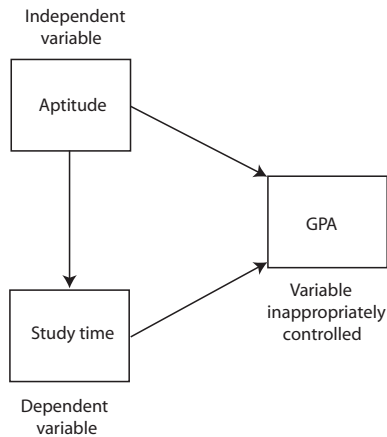 Independent
variable
Aptitude
GPA
Variable
inappropriately
controlled
Study time
Dependent
variable